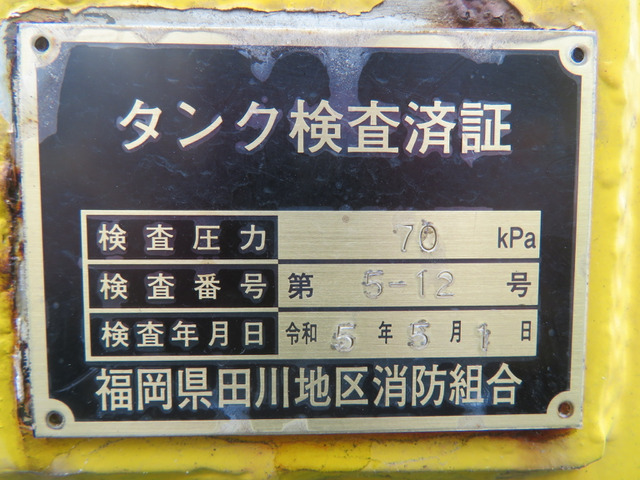 タンク検査済証
検査圧力 70 kPa
検査番号 第 5-12 号
検査年月日 令和 5 年 5 月 1 日
福岡県田川地区消防組合